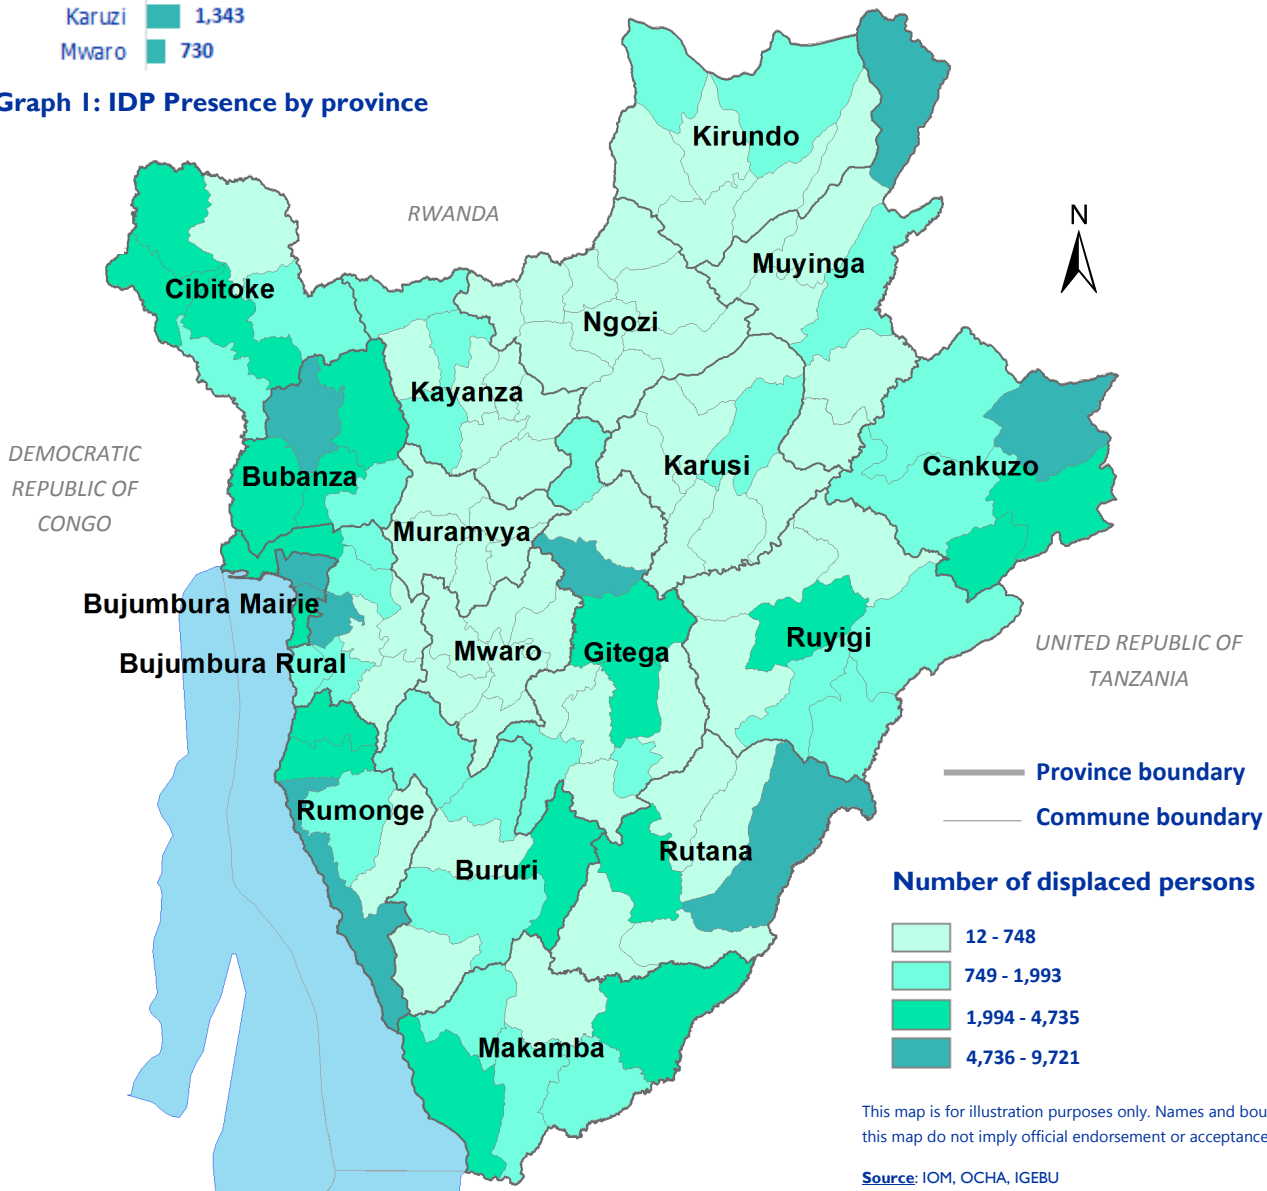 Karuzi 1,343
Mwaro 730
Graph 1: IDP Presence by province
N
RWANDA
Kirundo
Muyinga
Cibitoke
Ngozi
Kayanza
DEMOCRATIC
REPUBLIC OF
CONGO
Bubanza
Karusi
Cankuzo
Muramvya
Bujumbura Mairie
Mwaro
Gitega
Ruyigi
Bujumbura Rural
UNITED REPUBLIC OF
TANZANIA
Rumonge
Bururi
Rutana
Makamba
Province boundary
Commune boundary
Number of displaced persons
12 - 748
749 - 1,993
1,994 - 4,735
4,736 - 9,721
This map is for illustration purposes only. Names and bou
this map do not imply official endorsement or acceptance
Source: IOM, OCHA, IGEBU